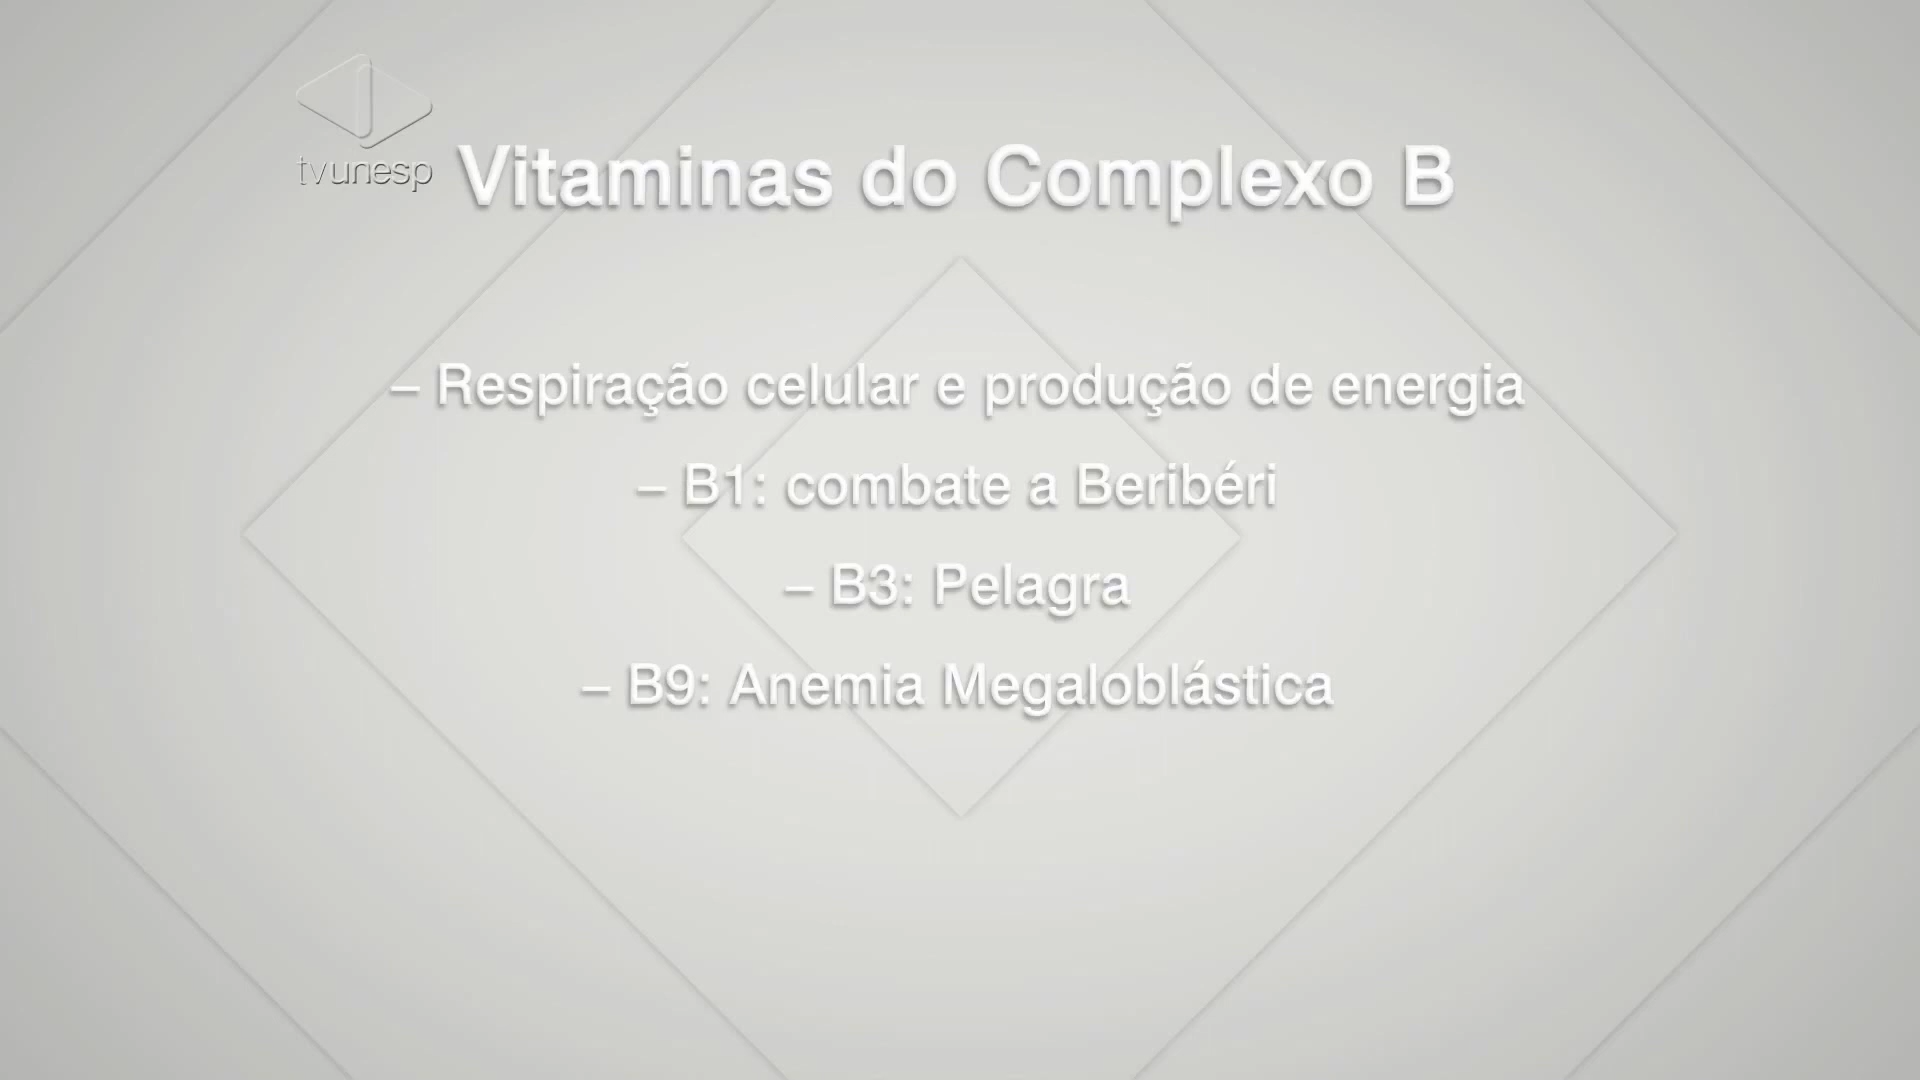 tvunesp
Vitaminas do Complexo B
– Respiração celular e produção de energia
– B1: combate a Beribéri
– B3: Pelagra
– B9: Anemia Megaloblástica